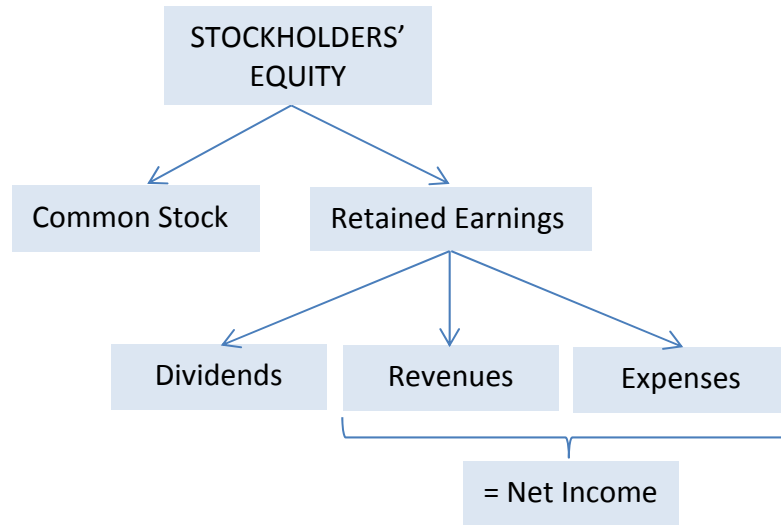 STOCKHOLDERS’
EQUITY
Common Stock
Retained Earnings
Dividends
Revenues
Expenses
= Net Income